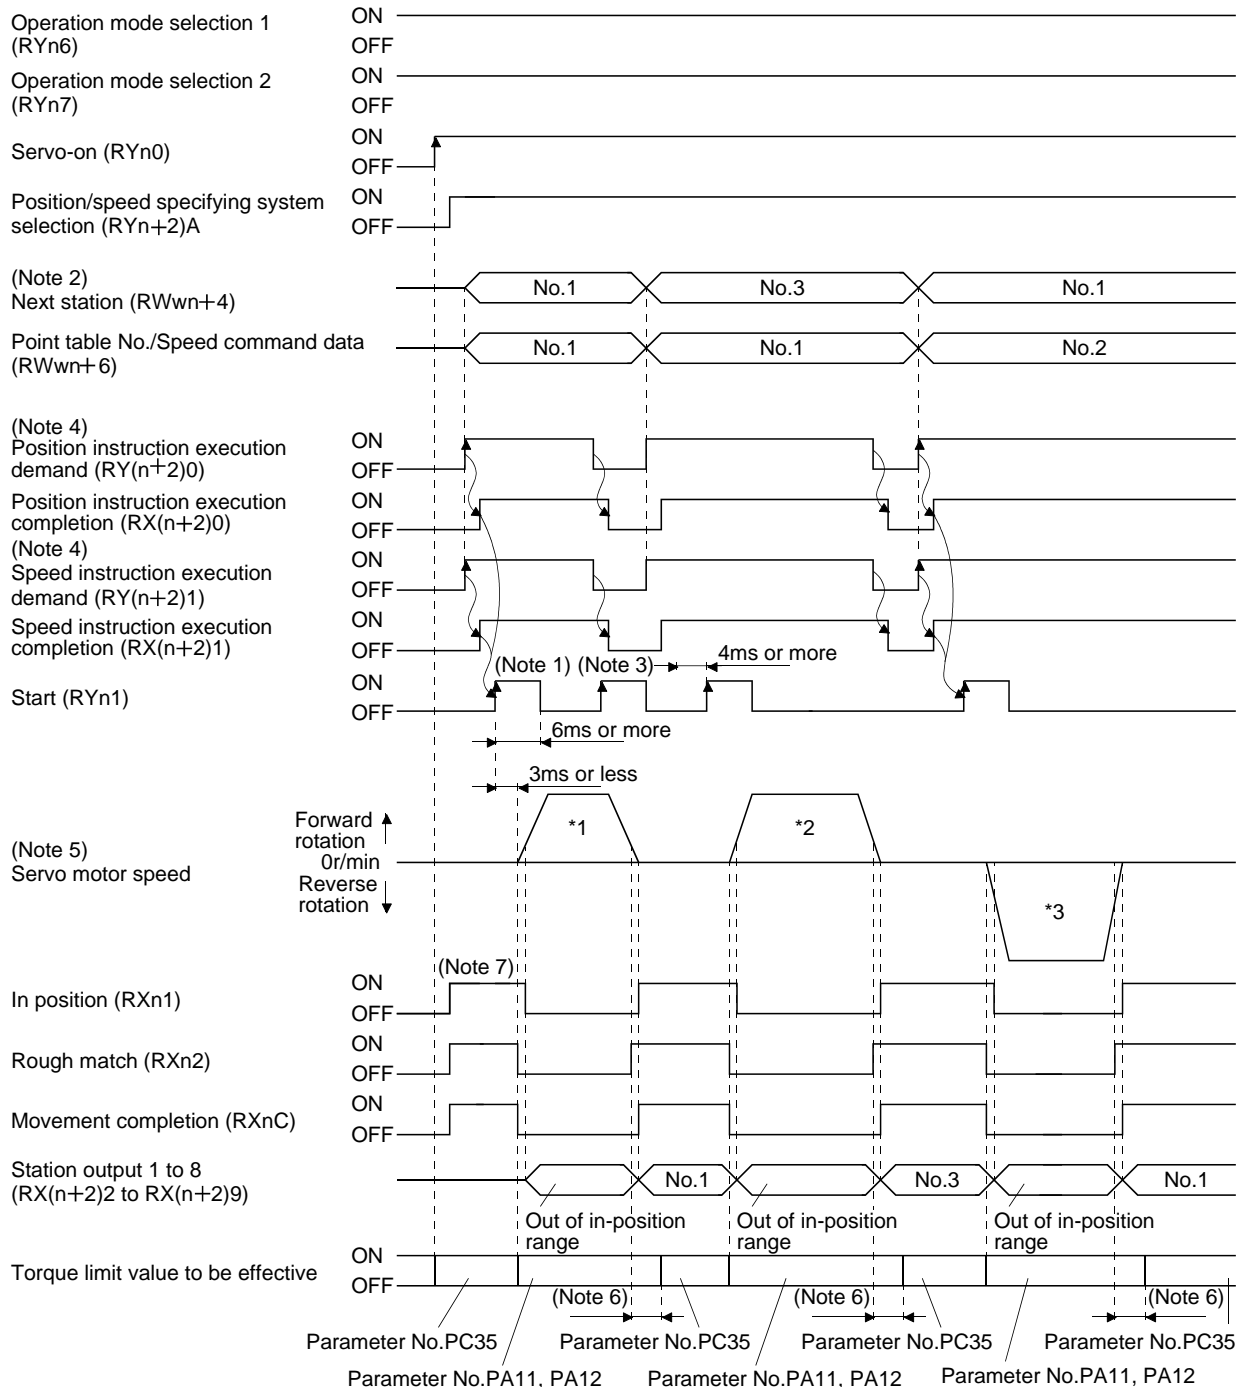 Operation mode selection 1
(RYn6)
ON
OFF
Operation mode selection 2
(RYn7)
ON
OFF
Servo-on (RYn0)
ON
OFF
Position/speed specifying system
selection (RYn+2)A
ON
OFF
(Note 2)
Next station (RWwn+4)
No.1
No.3
No.1
Point table No./Speed command data
(RWwn+6)
No.1
No.1
No.2
(Note 4)
Position instruction execution
demand (RY(n+2)0)
ON
OFF
Position instruction execution
completion (RX(n+2)0)
ON
OFF
(Note 4)
Speed instruction execution
demand (RY(n+2)1)
ON
OFF
Speed instruction execution
completion (RX(n+2)1)
ON
OFF
(Note 1) (Note 3)
4ms or more
Start (RYn1)
ON
OFF
6ms or more
3ms or less
(Note 5)
Servo motor speed
Forward
rotation
0r/min
Reverse
rotation
*1
*2
*3
(Note 7)
In position (RXn1)
ON
OFF
Rough match (RXn2)
ON
OFF
Movement completion (RXnC)
ON
OFF
Station output 1 to 8
(RX(n+2)2 to RX(n+2)9)
No.1
No.3
No.1
Out of in-position
range
Out of in-position
range
Out of in-position
range
Torque limit value to be effective
ON
OFF
(Note 6)
(Note 6)
(Note 6)
Parameter No.PC35
Parameter No.PC35
Parameter No.PC35
Parameter No.PC35
Parameter No.PA11, PA12
Parameter No.PA11, PA12
Parameter No.PA11, PA12